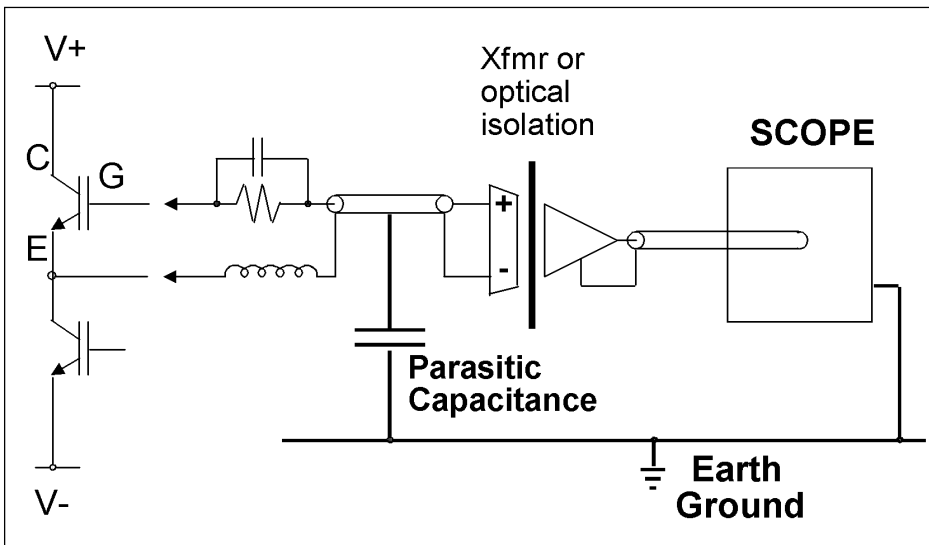 V+
Xfmr or
optical
isolation
SCOPE
C
G
+
E
-
Parasitic
Capacitance
Earth
Ground
V-